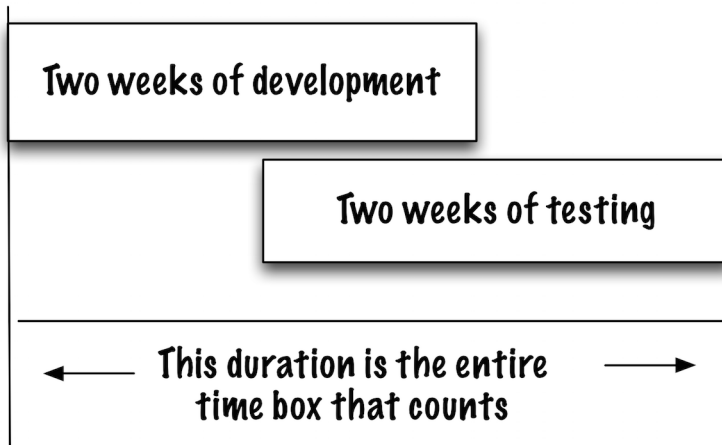 Two weeks of development
Two weeks of testing
This duration is the entire
time box that counts